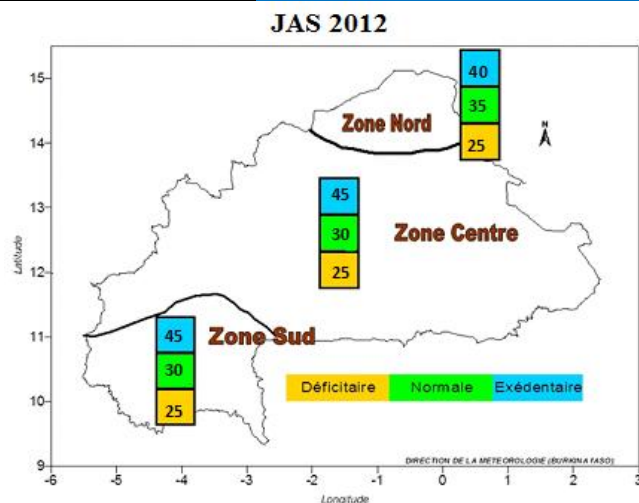 JAS 2012
15
14
13
12
11
10
9
Latitude
40
35
25
N
Zone Nord
45
30
25
Zone Centre
Zone Sud
45
30
25
Déficitaire Normale Exédentaire
DIRECTION DE LA METEOROLOGIE (BURKINA FASO)
-6 -5 -4 -3 -2 -1 0 1 2 3
Longitude